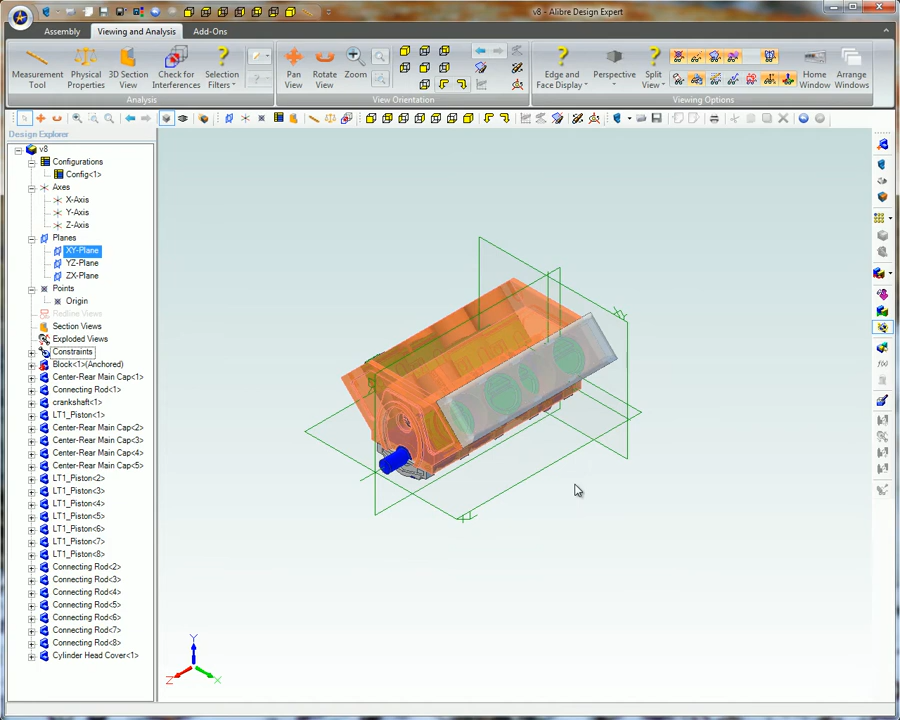 v8 - Alibre Design Expert
Assembly
Viewing and Analysis
Add-Ons
Measurement Tool
Physical Properties
3D Section View
Check for Interferences
Selection Filters
Analysis
Pan View
Rotate View
Zoom
View Orientation
Edge and Face Display
Perspective
Split View
Home Window
Arrange Windows
Viewing Options
Design Explorer
v8
Configurations
Config<1>
Axes
X-Axis
Y-Axis
Z-Axis
Planes
XY-Plane
YZ-Plane
ZX-Plane
Points
Origin
Redline Views
Section Views
Exploded Views
Constraints
Block<1>(Anchored)
Center-Rear Main Cap<1>
Connecting Rod<1>
crankshaft<1>
LT1_Piston<1>
Center-Rear Main Cap<2>
Center-Rear Main Cap<3>
Center-Rear Main Cap<4>
Center-Rear Main Cap<5>
LT1_Piston<2>
LT1_Piston<3>
LT1_Piston<4>
LT1_Piston<5>
LT1_Piston<6>
LT1_Piston<7>
LT1_Piston<8>
Connecting Rod<2>
Connecting Rod<3>
Connecting Rod<4>
Connecting Rod<5>
Connecting Rod<6>
Connecting Rod<7>
Connecting Rod<8>
Cylinder Head Cover<1>
f(x)
Y
Z
X